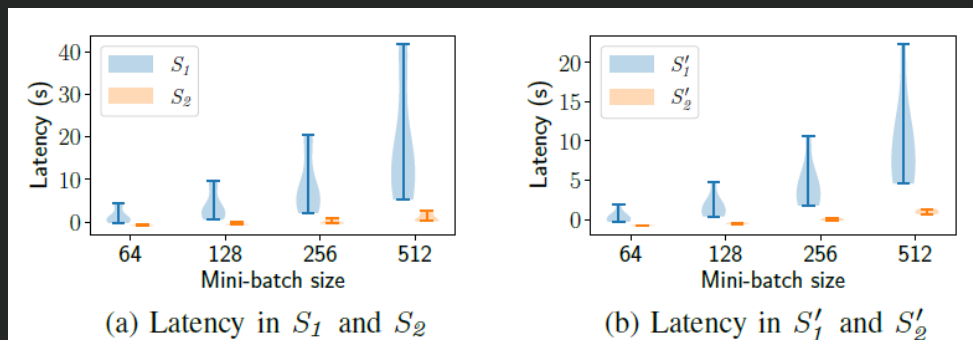 Latency (s)
40
30
20
10
0
S₁
S₂
64 128 256 512
Mini-batch size
(a) Latency in S₁ and S₂
Latency (s)
20
15
10
5
0
S′₁
S′₂
64 128 256 512
Mini-batch size
(b) Latency in S′₁ and S′₂